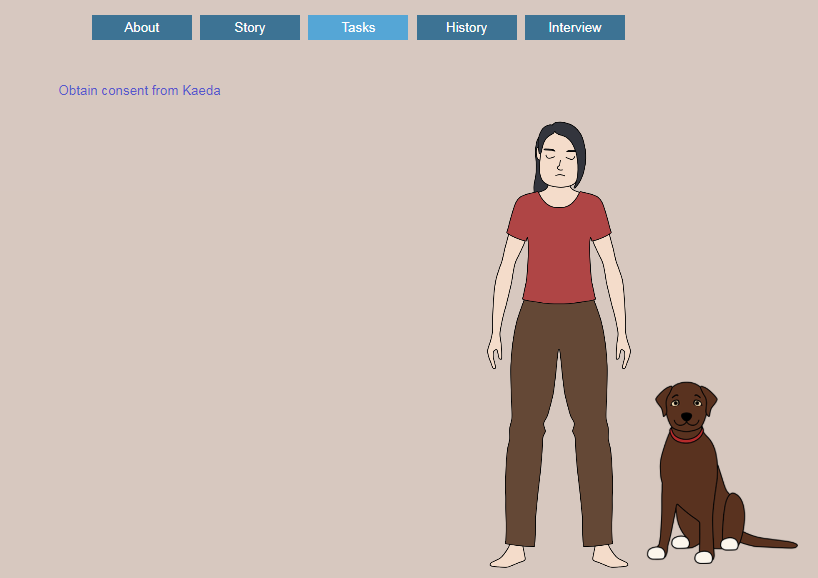 About Story Tasks History Interview
Obtain consent from Kaeda